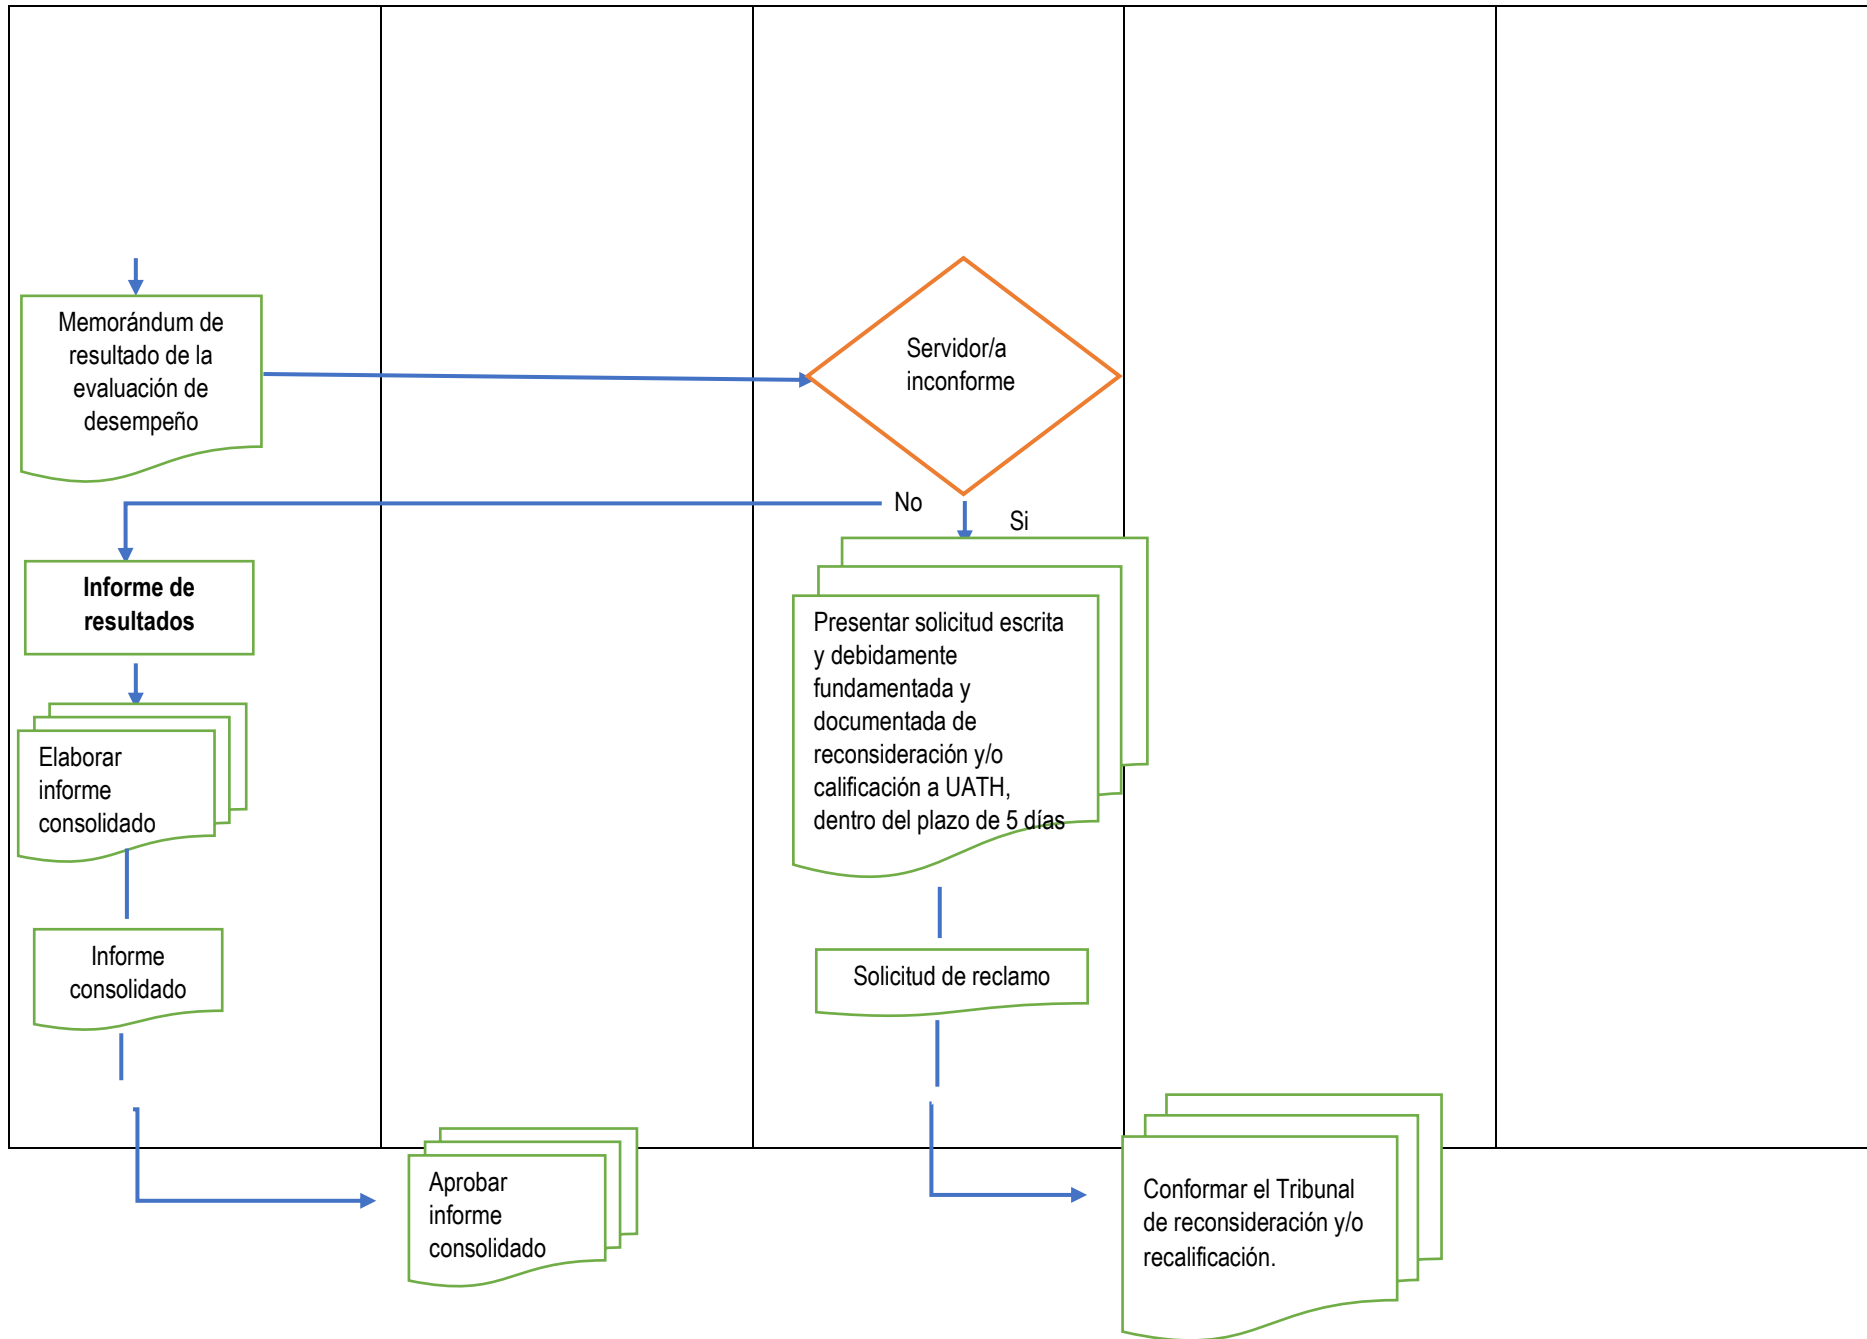 Memorándum de
resultado de la
evaluación de
desempeño
Servidor/a
inconforme
No
Si
Informe de
resultados
Presentar solicitud escrita
y debidamente
fundamentada y
documentada de
reconsideración y/o
calificación a UATH,
dentro del plazo de 5 días
Elaborar
informe
consolidado
Informe
consolidado
Solicitud de reclamo
Aprobar
informe
consolidado
Conformar el Tribunal
de reconsideración y/o
recalificación.